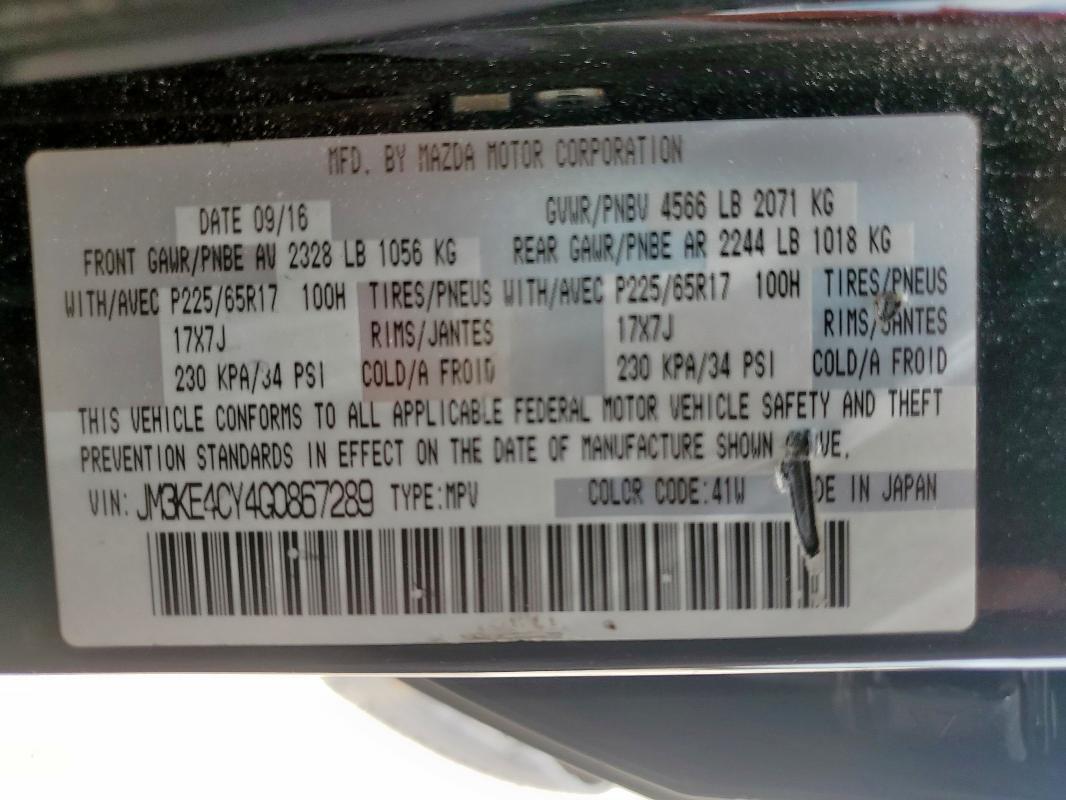 MFD. BY MAZDA MOTOR CORPORATION
DATE 09/16 GVWR/PNBV 4566 LB 2071 KG
FRONT GAWR/PNBE AV 2328 LB 1056 KG REAR GAWR/PNBE AR 2244 LB 1018 KG
WITH/AVEC P225/65R17 100H TIRES/PNEUS WITH/AVEC P225/65R17 100H TIRES/PNEUS
17X7J RIMS/JANTES 17X7J RIMS/JANTES
230 KPA/34 PSI COLD/A FROID 230 KPA/34 PSI COLD/A FROID
THIS VEHICLE CONFORMS TO ALL APPLICABLE FEDERAL MOTOR VEHICLE SAFETY AND THEFT
PREVENTION STANDARDS IN EFFECT ON THE DATE OF MANUFACTURE SHOWN
VIN: JM3KE4CY4G0867289 TYPE:MPV COLOR CODE:41W IN JAPAN